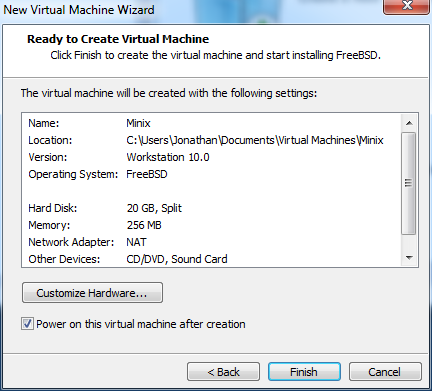 New Virtual Machine Wizard
Ready to Create Virtual Machine
Click Finish to create the virtual machine and start installing FreeBSD.
The virtual machine will be created with the following settings:
Name: Minix
Location: C:\Users\Jonathan\Documents\Virtual Machines\Minix
Version: Workstation 10.0
Operating System: FreeBSD
Hard Disk: 20 GB, Split
Memory: 256 MB
Network Adapter: NAT
Other Devices: CD/DVD, Sound Card
Customize Hardware...
Power on this virtual machine after creation
< Back Finish Cancel